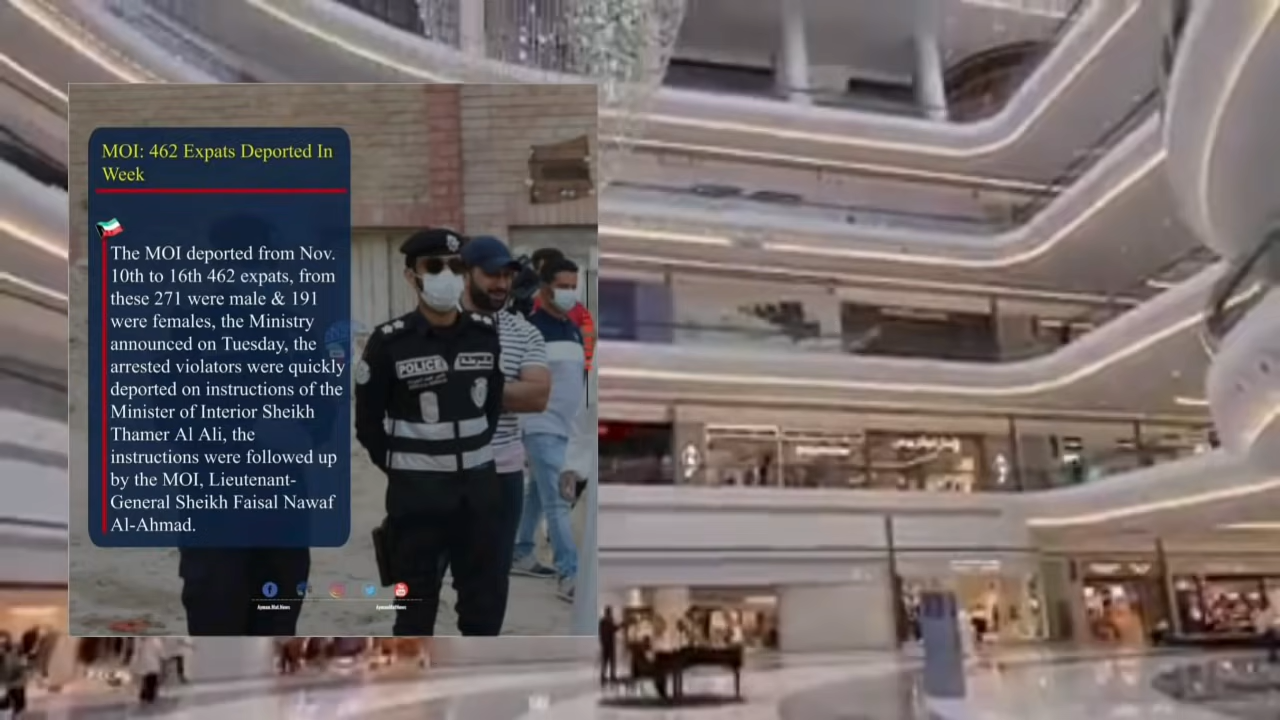 MOI: 462 Expats Deported In
Week
The MOI deported from Nov.
10th to 16th 462 expats, from
these 271 were male & 191
were females, the Ministry
announced on Tuesday, the
arrested violators were quickly
deported on instructions of the
Minister of Interior Sheikh
Thamer Al Ali, the
instructions were followed up
by the MOI, Lieutenant-
General Sheikh Faisal Nawaf
Al-Ahmad.
POLICE شرطة